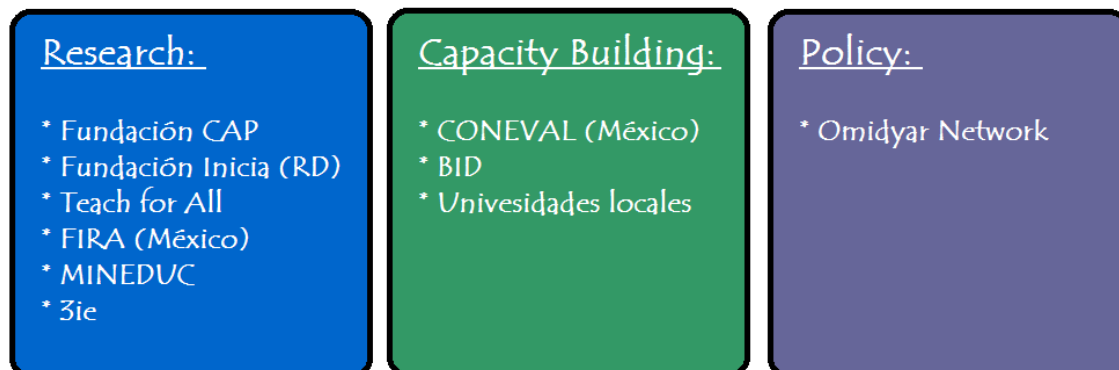 Research:
* Fundación CAP
* Fundación Inicia (RD)
* Teach for All
* FIRA (México)
* MINEDUC
* 3ie
Capacity Building:
* CONEVAL (México)
* BID
* Univesidades locales
Policy:
* Omidyar Network